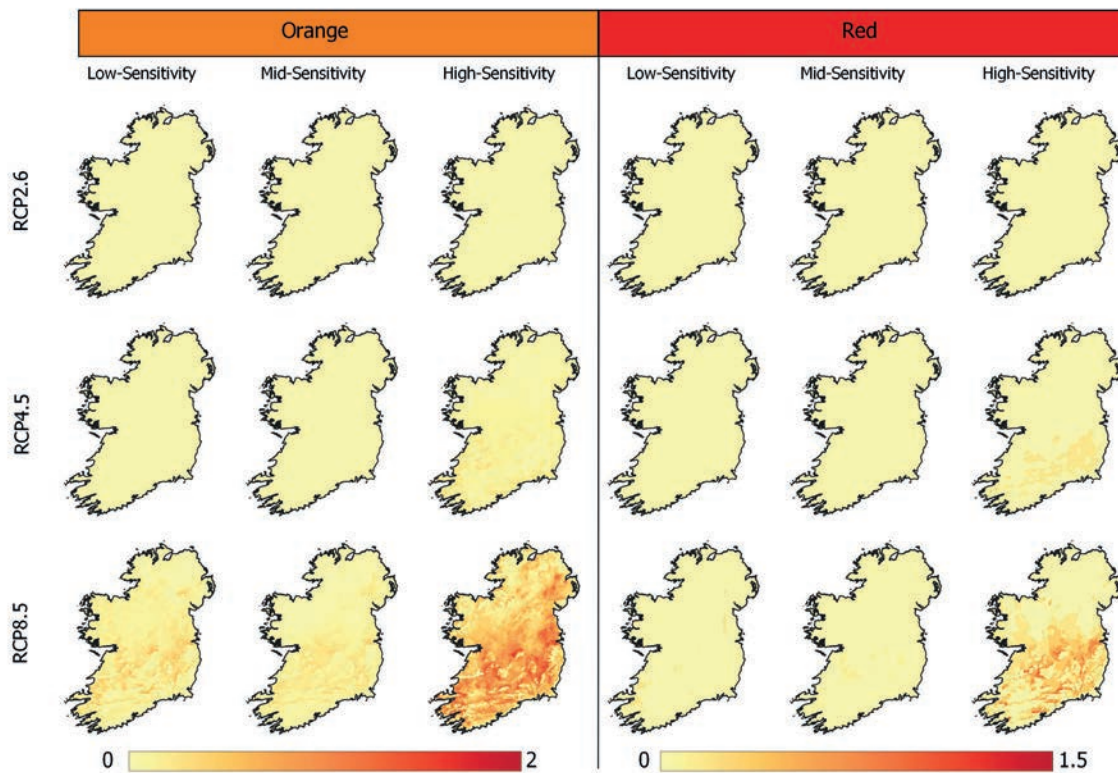 Orange Red
Low-Sensitivity Mid-Sensitivity High-Sensitivity Low-Sensitivity Mid-Sensitivity High-Sensitivity
RCP2.6
RCP4.5
RCP8.5
0 2 0 1.5